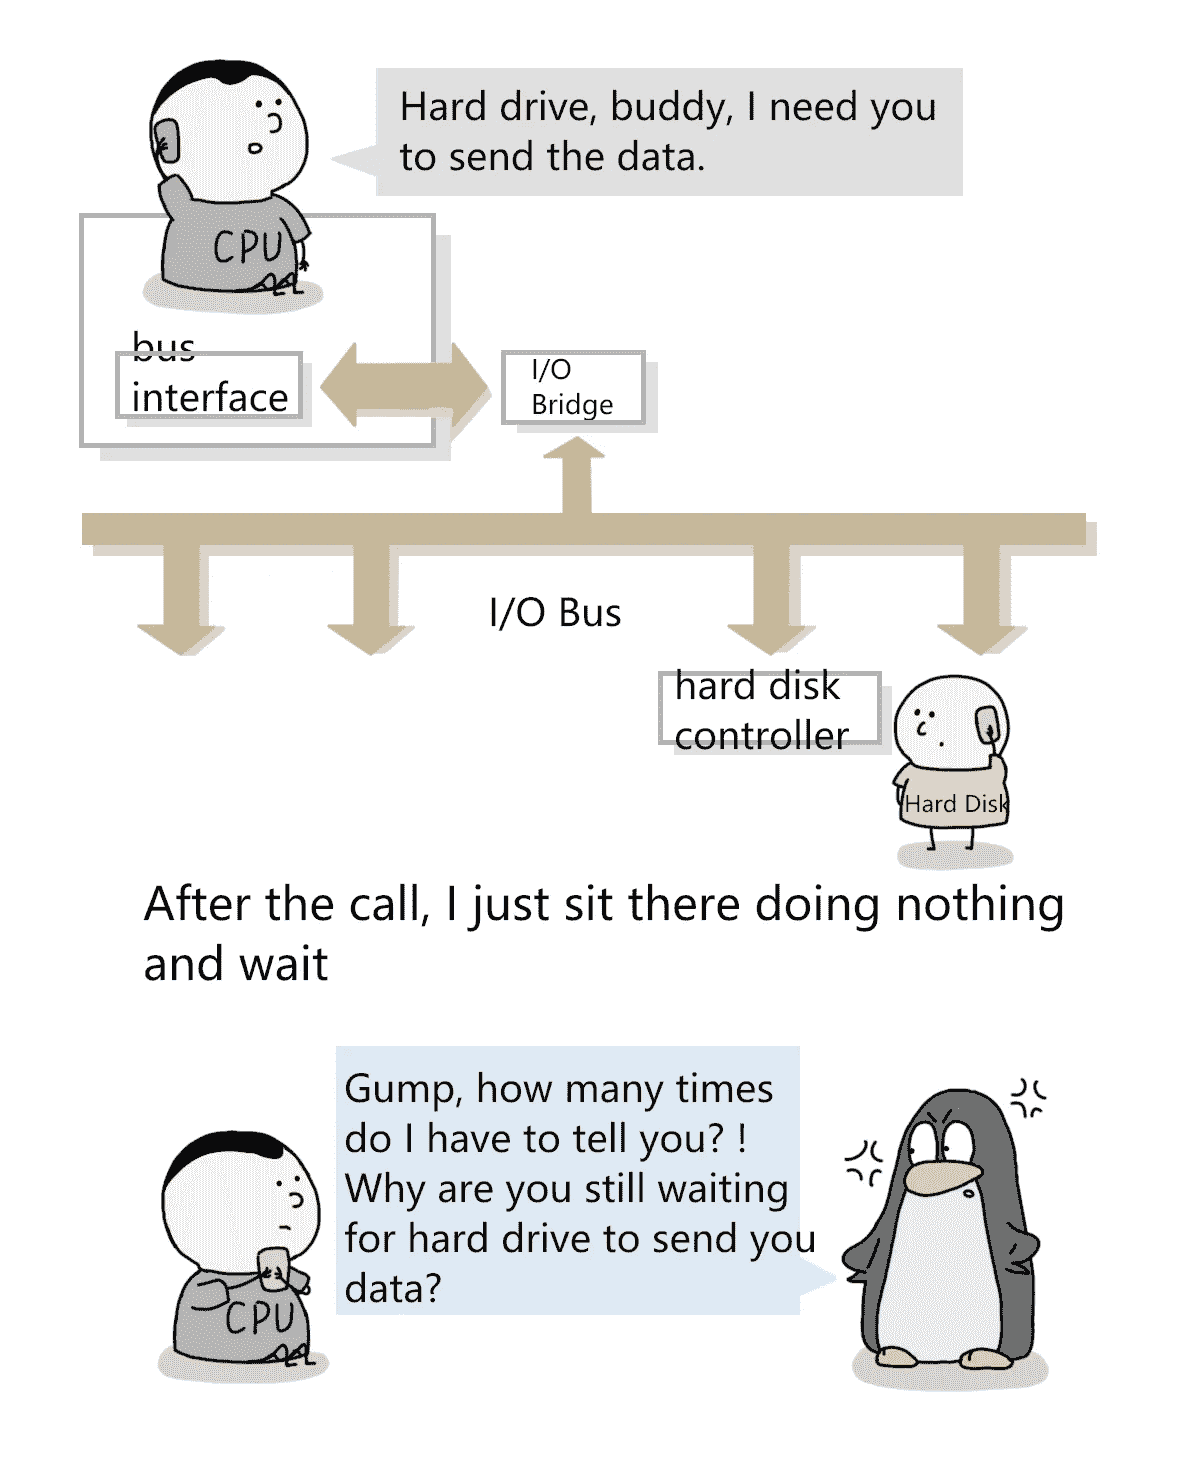 Hard drive, buddy, I need you
to send the data.
CPU
bus
interface
I/O
Bridge
I/O Bus
hard disk
controller
Hard Disk
After the call, I just sit there doing nothing
and wait
Gump, how many times
do I have to tell you? !
Why are you still waiting
for hard drive to send you
data?
CPU